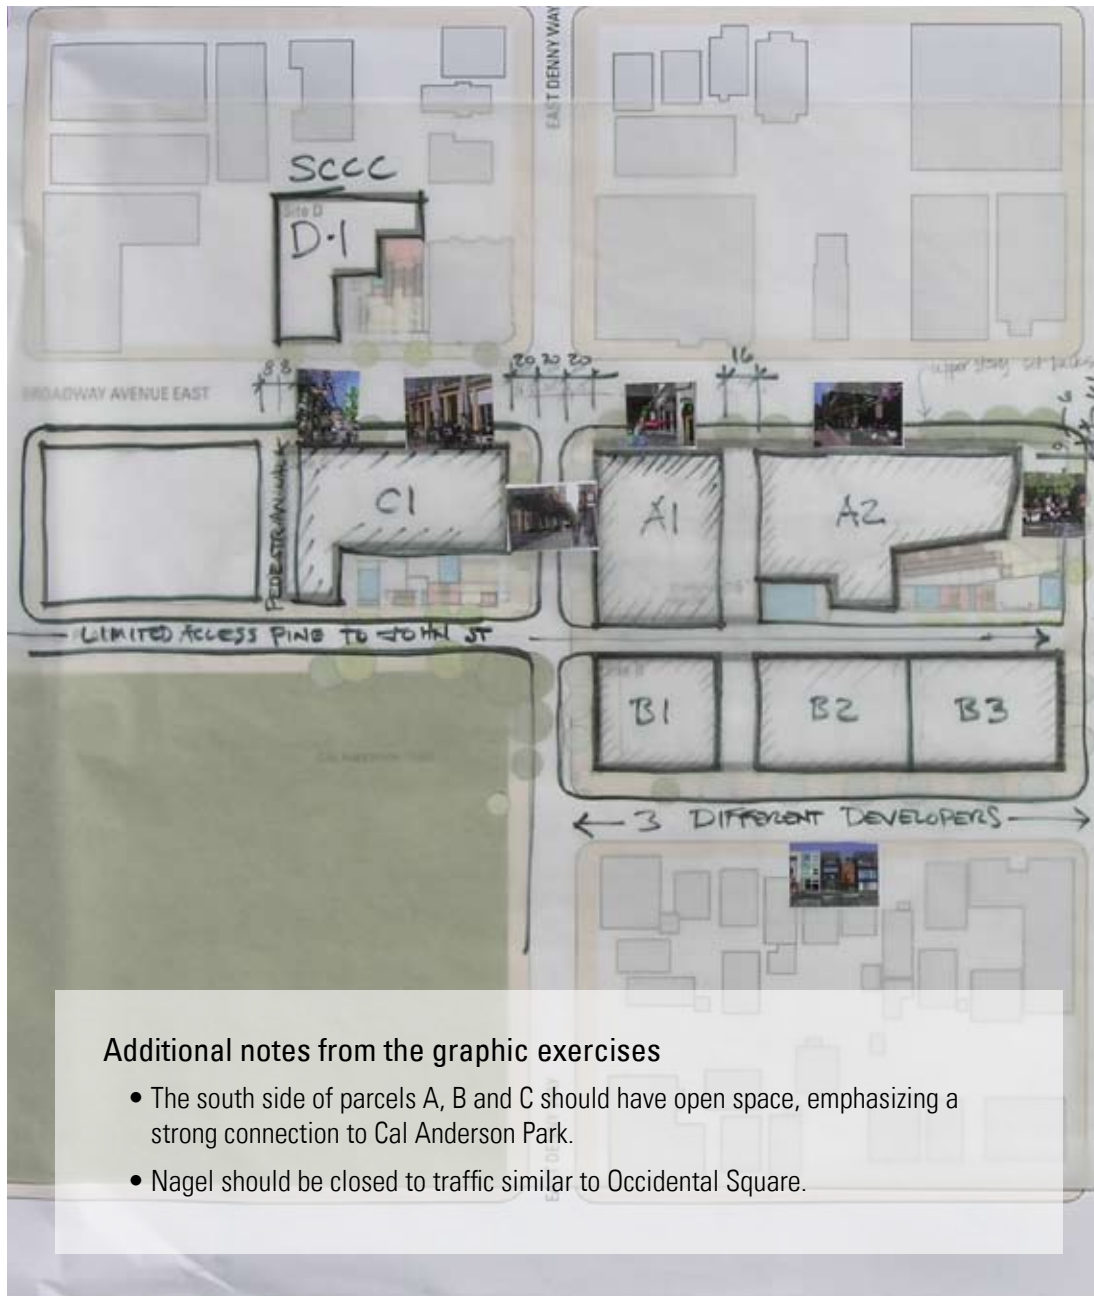 EAST DENNY WAY
SCCC
Site D
D-1
8 8
20 20 20
16
upper story set backs
BROADWAY AVENUE EAST
PEDESTRIAN WALK
C1
A1
A2
LIMITED ACCESS PINE TO JOHN ST
B1
B2
B3
← 3 DIFFERENT DEVELOPERS →
Additional notes from the graphic exercises
• The south side of parcels A, B and C should have open space, emphasizing a
strong connection to Cal Anderson Park.
• Nagel should be closed to traffic similar to Occidental Square.